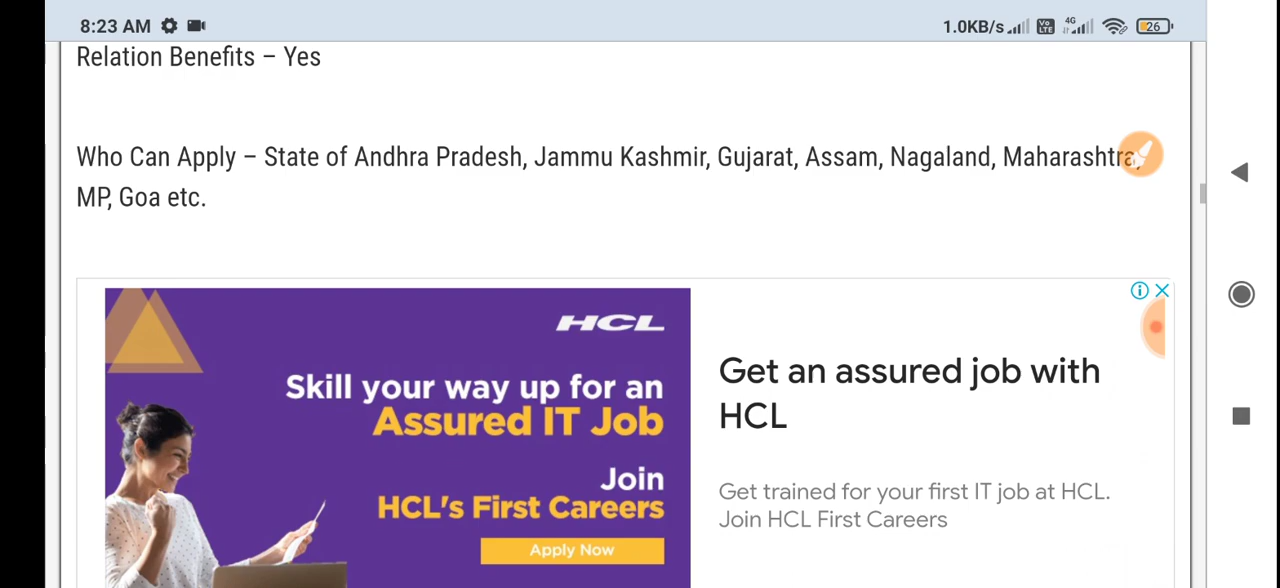 8:23 AM 1.0KB/s Vo LTE 4G 26
Relation Benefits – Yes
Who Can Apply – State of Andhra Pradesh, Jammu Kashmir, Gujarat, Assam, Nagaland, Maharashtra,
MP, Goa etc.
HCL
Skill your way up for an
Assured IT Job
Join
HCL's First Careers
Apply Now
Get an assured job with
HCL
Get trained for your first IT job at HCL.
Join HCL First Careers